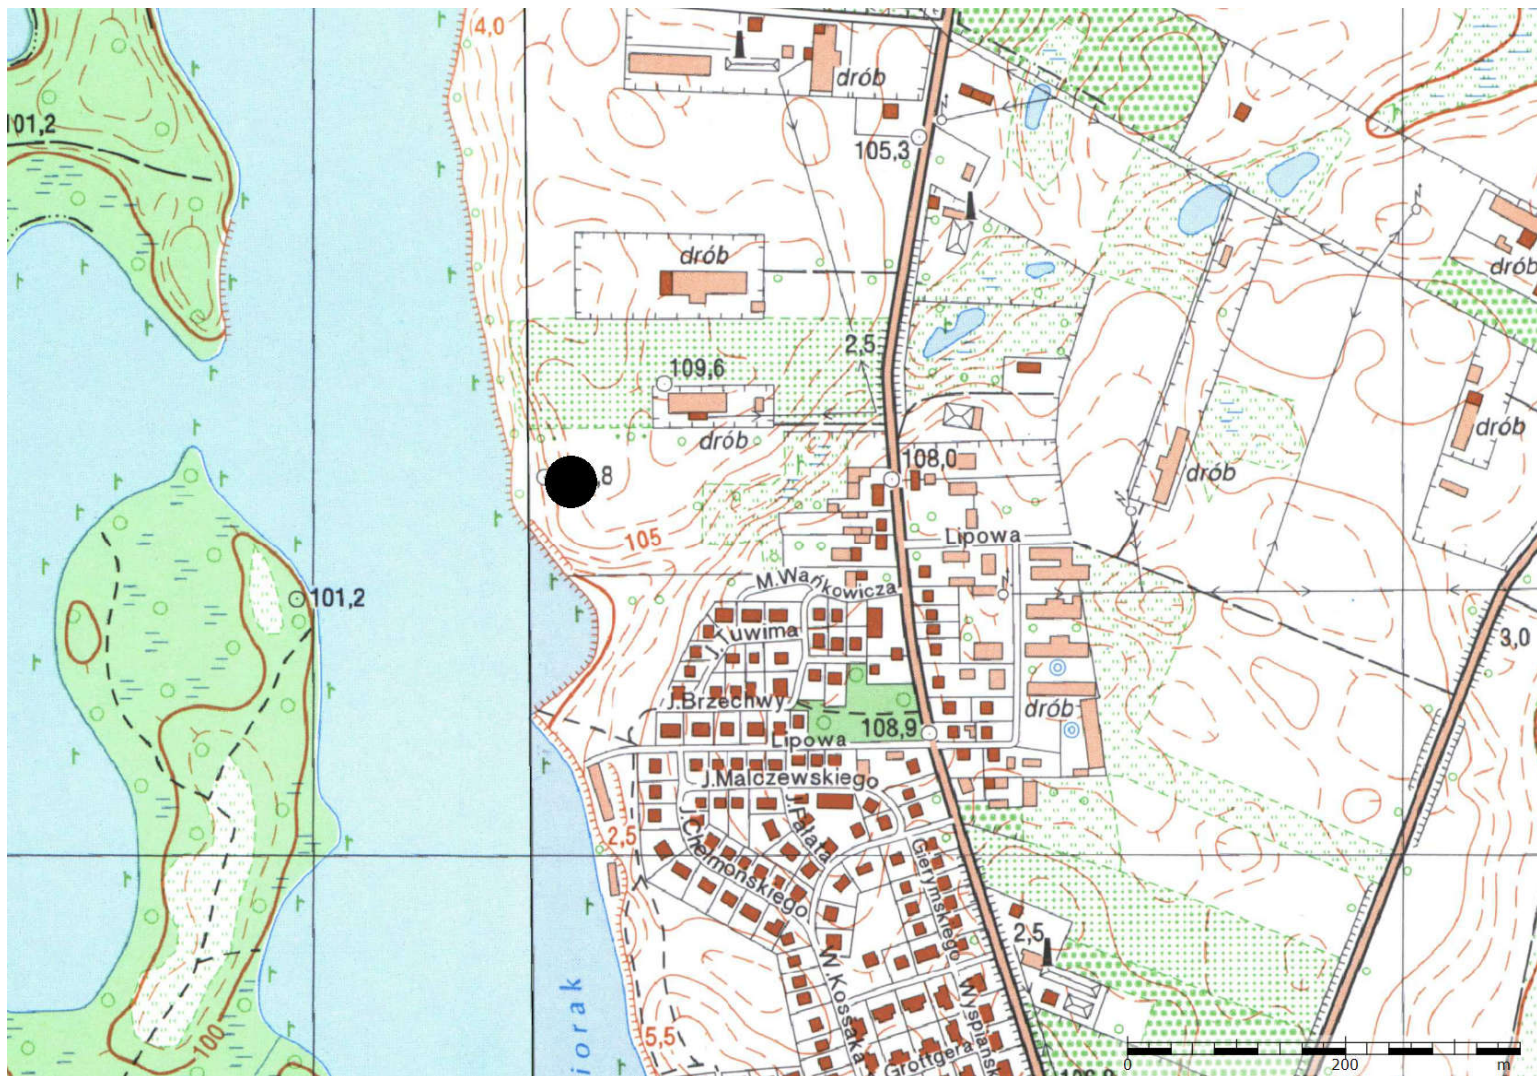 4,0
drób
101,2
105,3
drób
drób
2,5
109,6
drób
drób
108,0
,8
drób
105
Lipowa
M.Wańkowicza
101,2
J.Tuwima
3,0
J.Brzechwy
drób
108,9
Lipowa
J.Malczewskiego
2,5
J.Chełmońskiego
J.Fałata
Gierymskiego
2,5
W.Kossaka
iorak
100
5,5
Grottgera
0
200
m